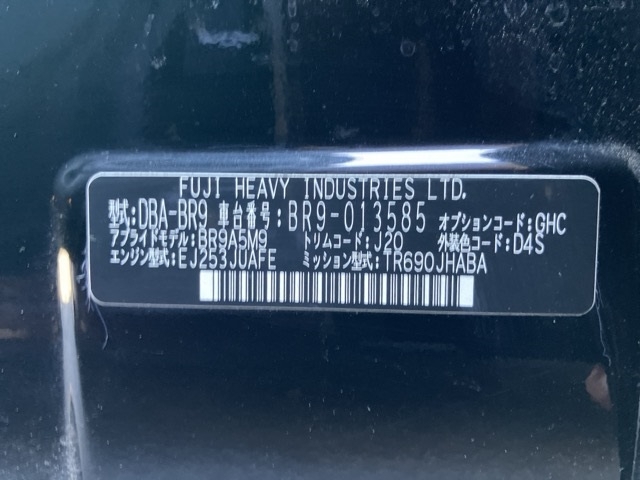 FUJI HEAVY INDUSTRIES LTD.
型式:DBA-BR9 車台番号:BR9-013585 オプションコード:GHC
アプライドモデル:BR9A5M9 トリムコード:J20 外装色コード:D4S
エンジン型式:EJ253JUAFE ミッション型式:TR690JHABA